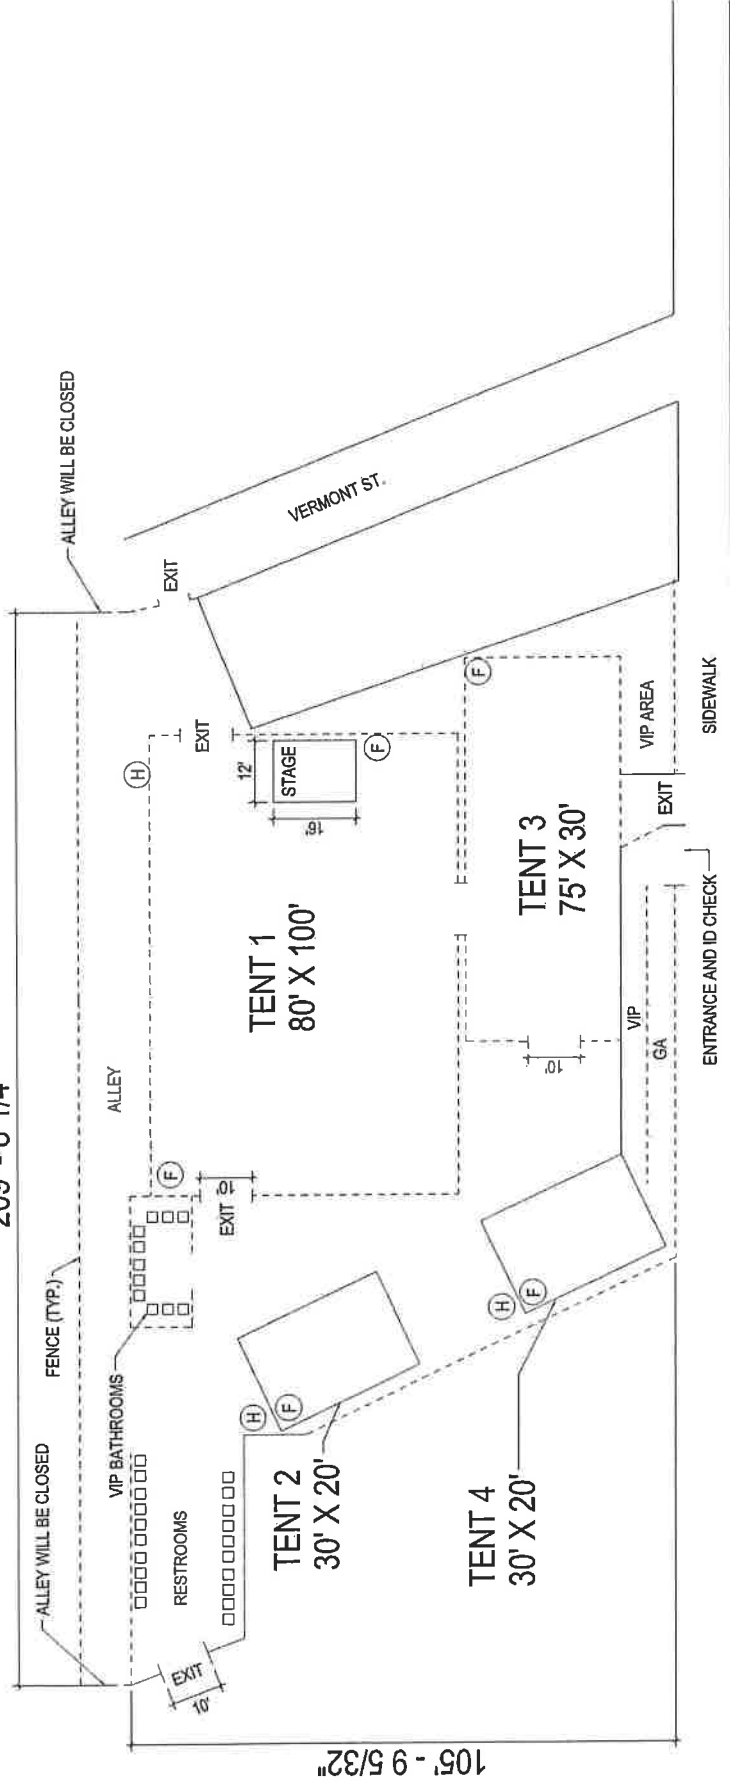 ALLEY WILL BE CLOSED
FENCE (TYP.)
ALLEY WILL BE CLOSED
ALLEY
VIP BATHROOMS
RESTROOMS
EXIT
10'
EXIT
10'
EXIT
EXIT
VERMONT ST.
H
F
12'
STAGE
16'
F
TENT 1
80' X 100'
H
F
TENT 2
30' X 20'
F
TENT 3
75' X 30'
10'
H
F
TENT 4
30' X 20'
VIP
GA
EXIT
VIP AREA
ENTRANCE AND ID CHECK
SIDEWALK
105' - 9 5/32"